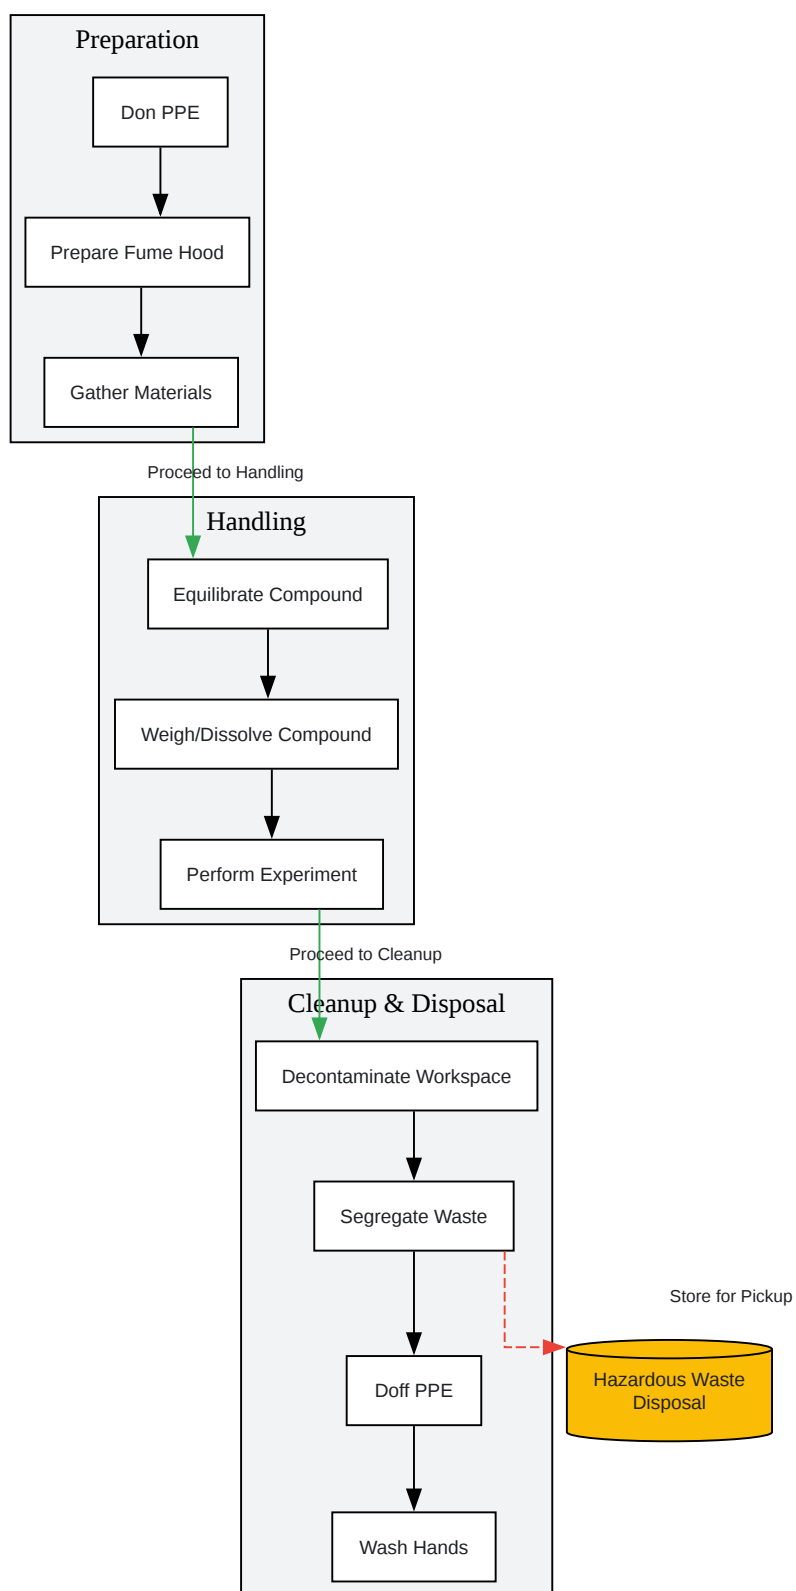 Preparation
Don PPE
Prepare Fume Hood
Gather Materials
Proceed to Handling
Handling
Equilibrate Compound
Weigh/Dissolve Compound
Perform Experiment
Proceed to Cleanup
Cleanup & Disposal
Decontaminate Workspace
Segregate Waste
Store for Pickup
Hazardous Waste
Disposal
Doff PPE
Wash Hands